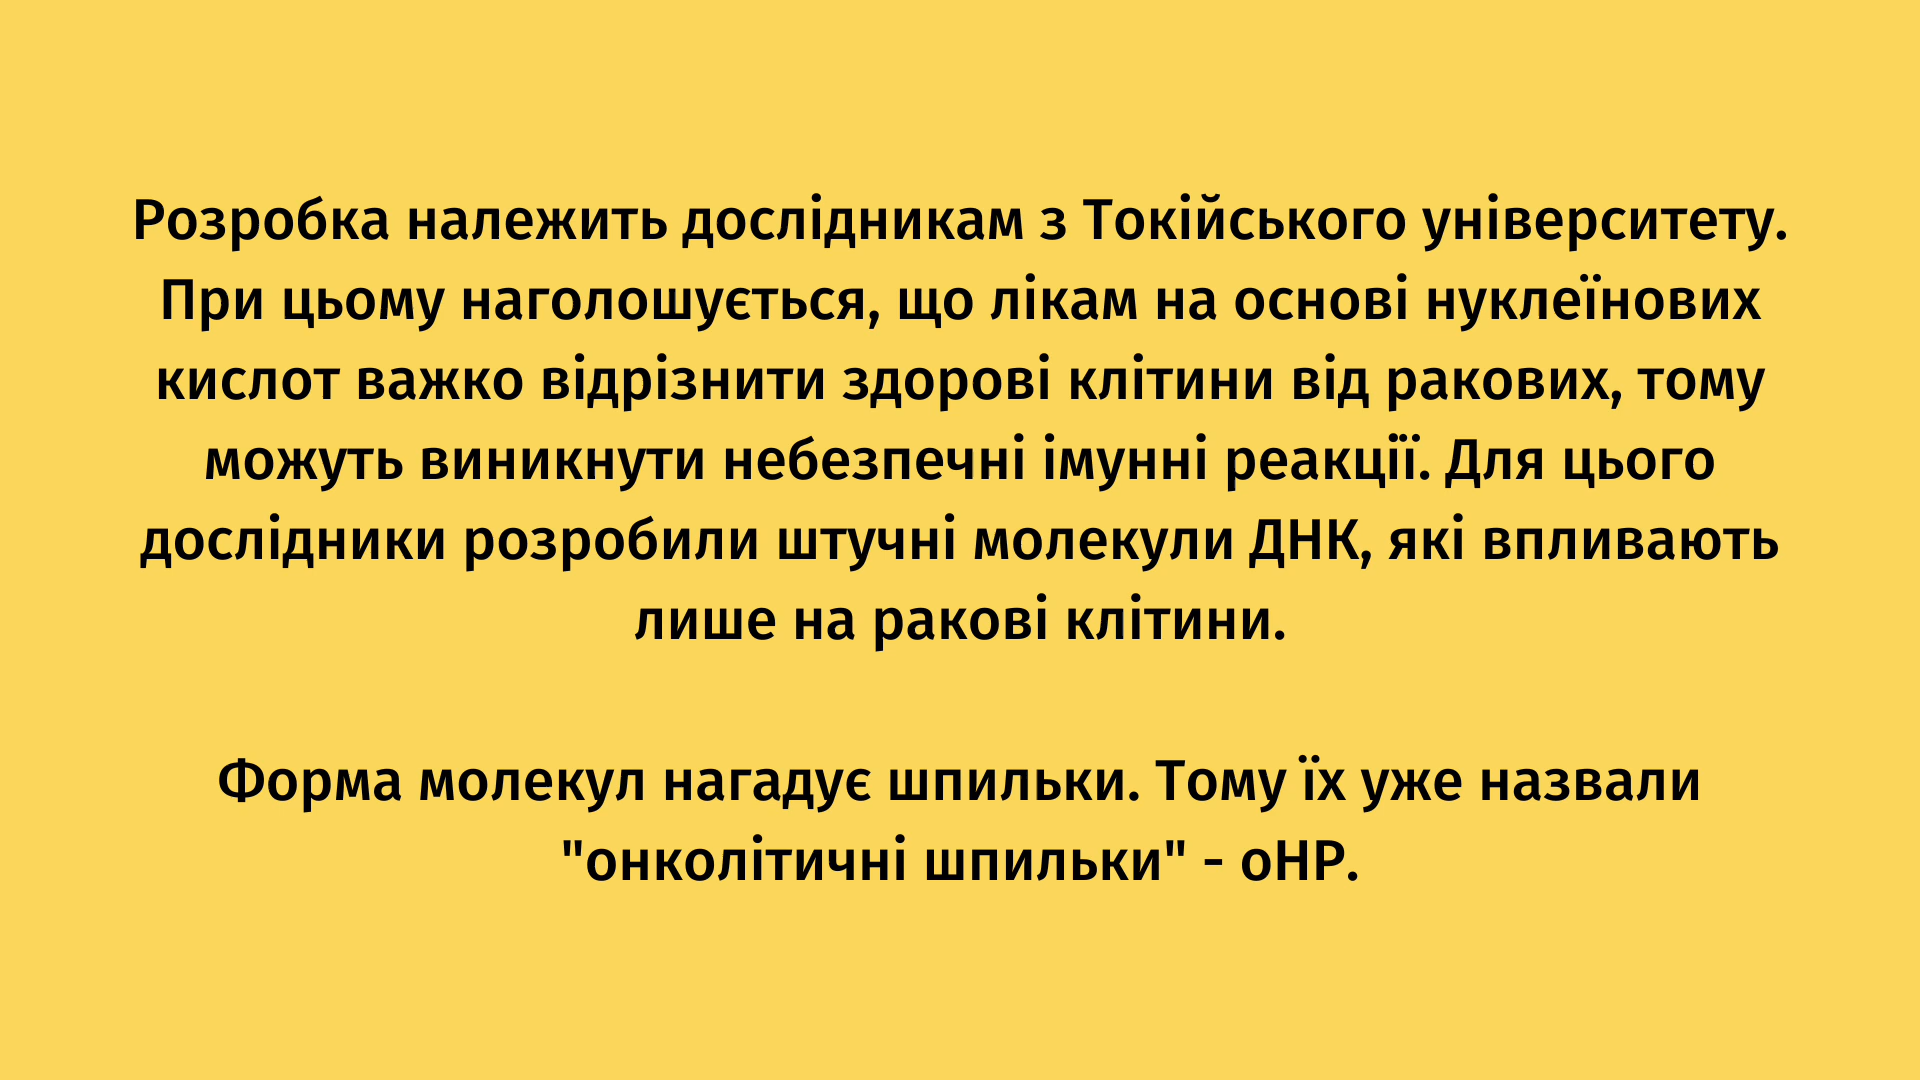 Розробка належить дослідникам з Токійського університету.
При цьому наголошується, що лікам на основі нуклеїнових
кислот важко відрізнити здорові клітини від ракових, тому
можуть виникнути небезпечні імунні реакції. Для цього
дослідники розробили штучні молекули ДНК, які впливають
лише на ракові клітини.
Форма молекул нагадує шпильки. Тому їх уже назвали
"онколітичні шпильки" - oHP.